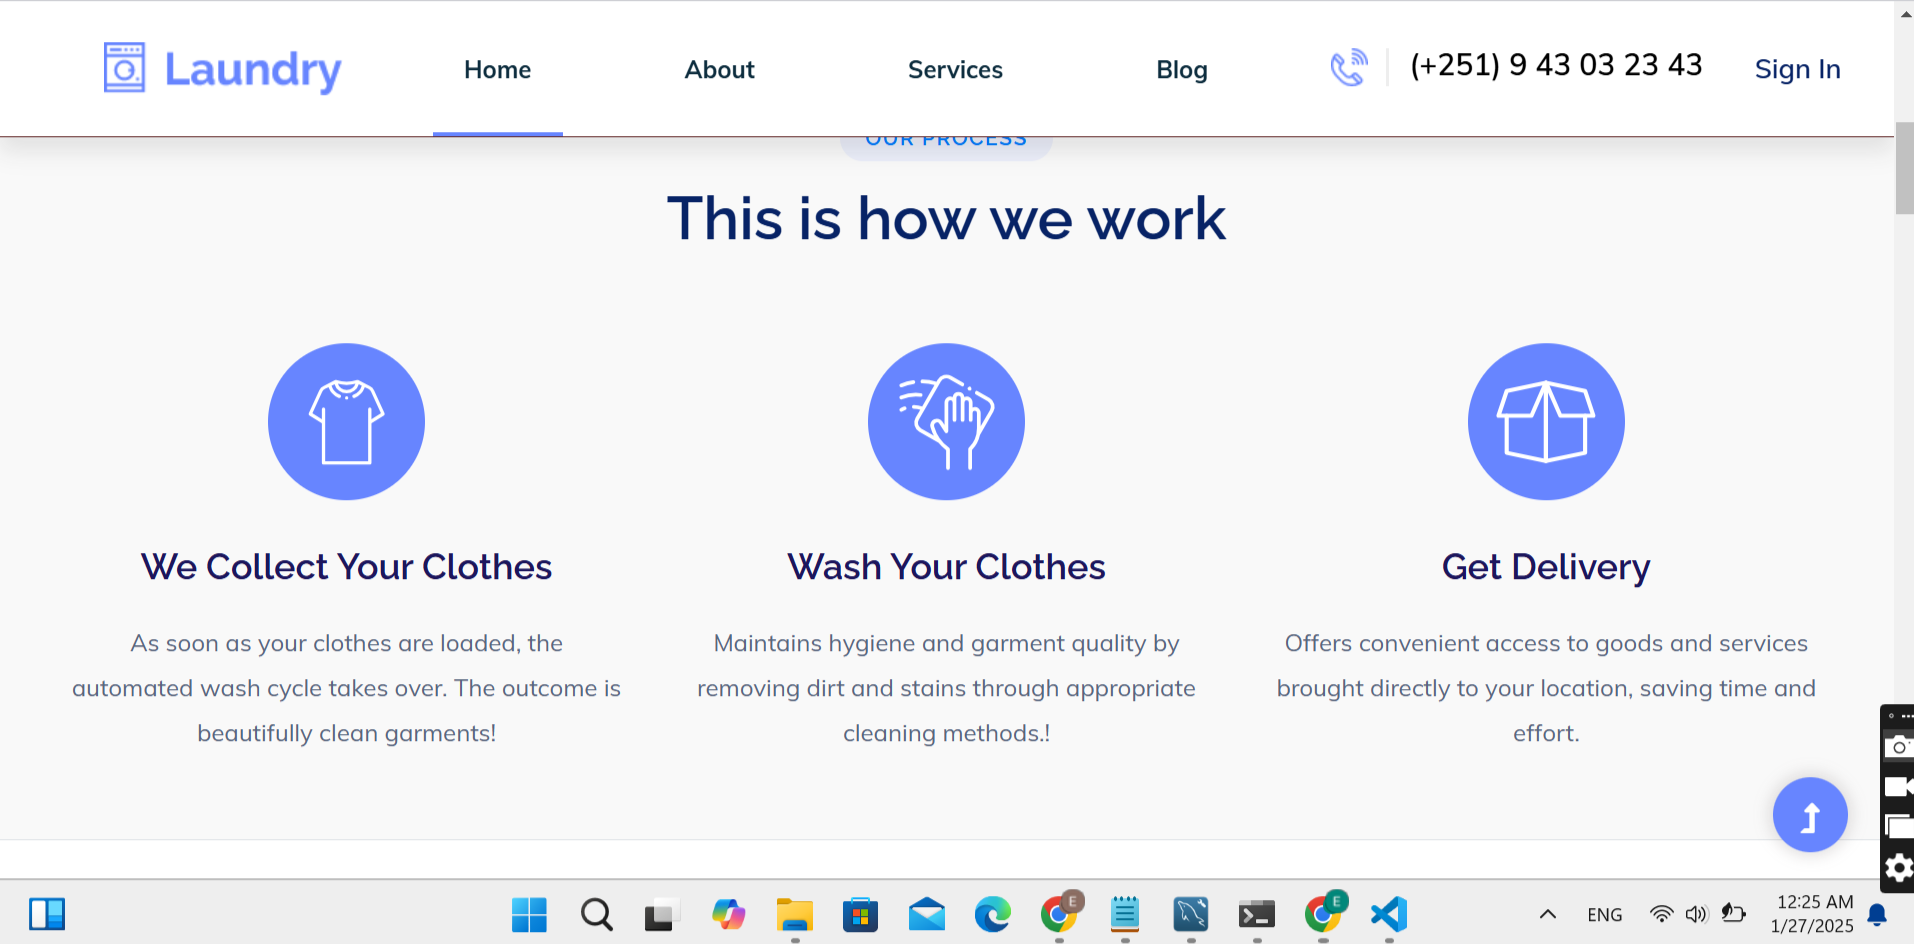 Laundry
Home
About
Services
Blog
(+251) 9 43 03 23 43
Sign In
OUR PROCESS
This is how we work
We Collect Your Clothes
As soon as your clothes are loaded, the
automated wash cycle takes over. The outcome is
beautifully clean garments!
Wash Your Clothes
Maintains hygiene and garment quality by
removing dirt and stains through appropriate
cleaning methods.!
Get Delivery
Offers convenient access to goods and services
brought directly to your location, saving time and
effort.
E
E
ENG
12:25 AM
1/27/2025